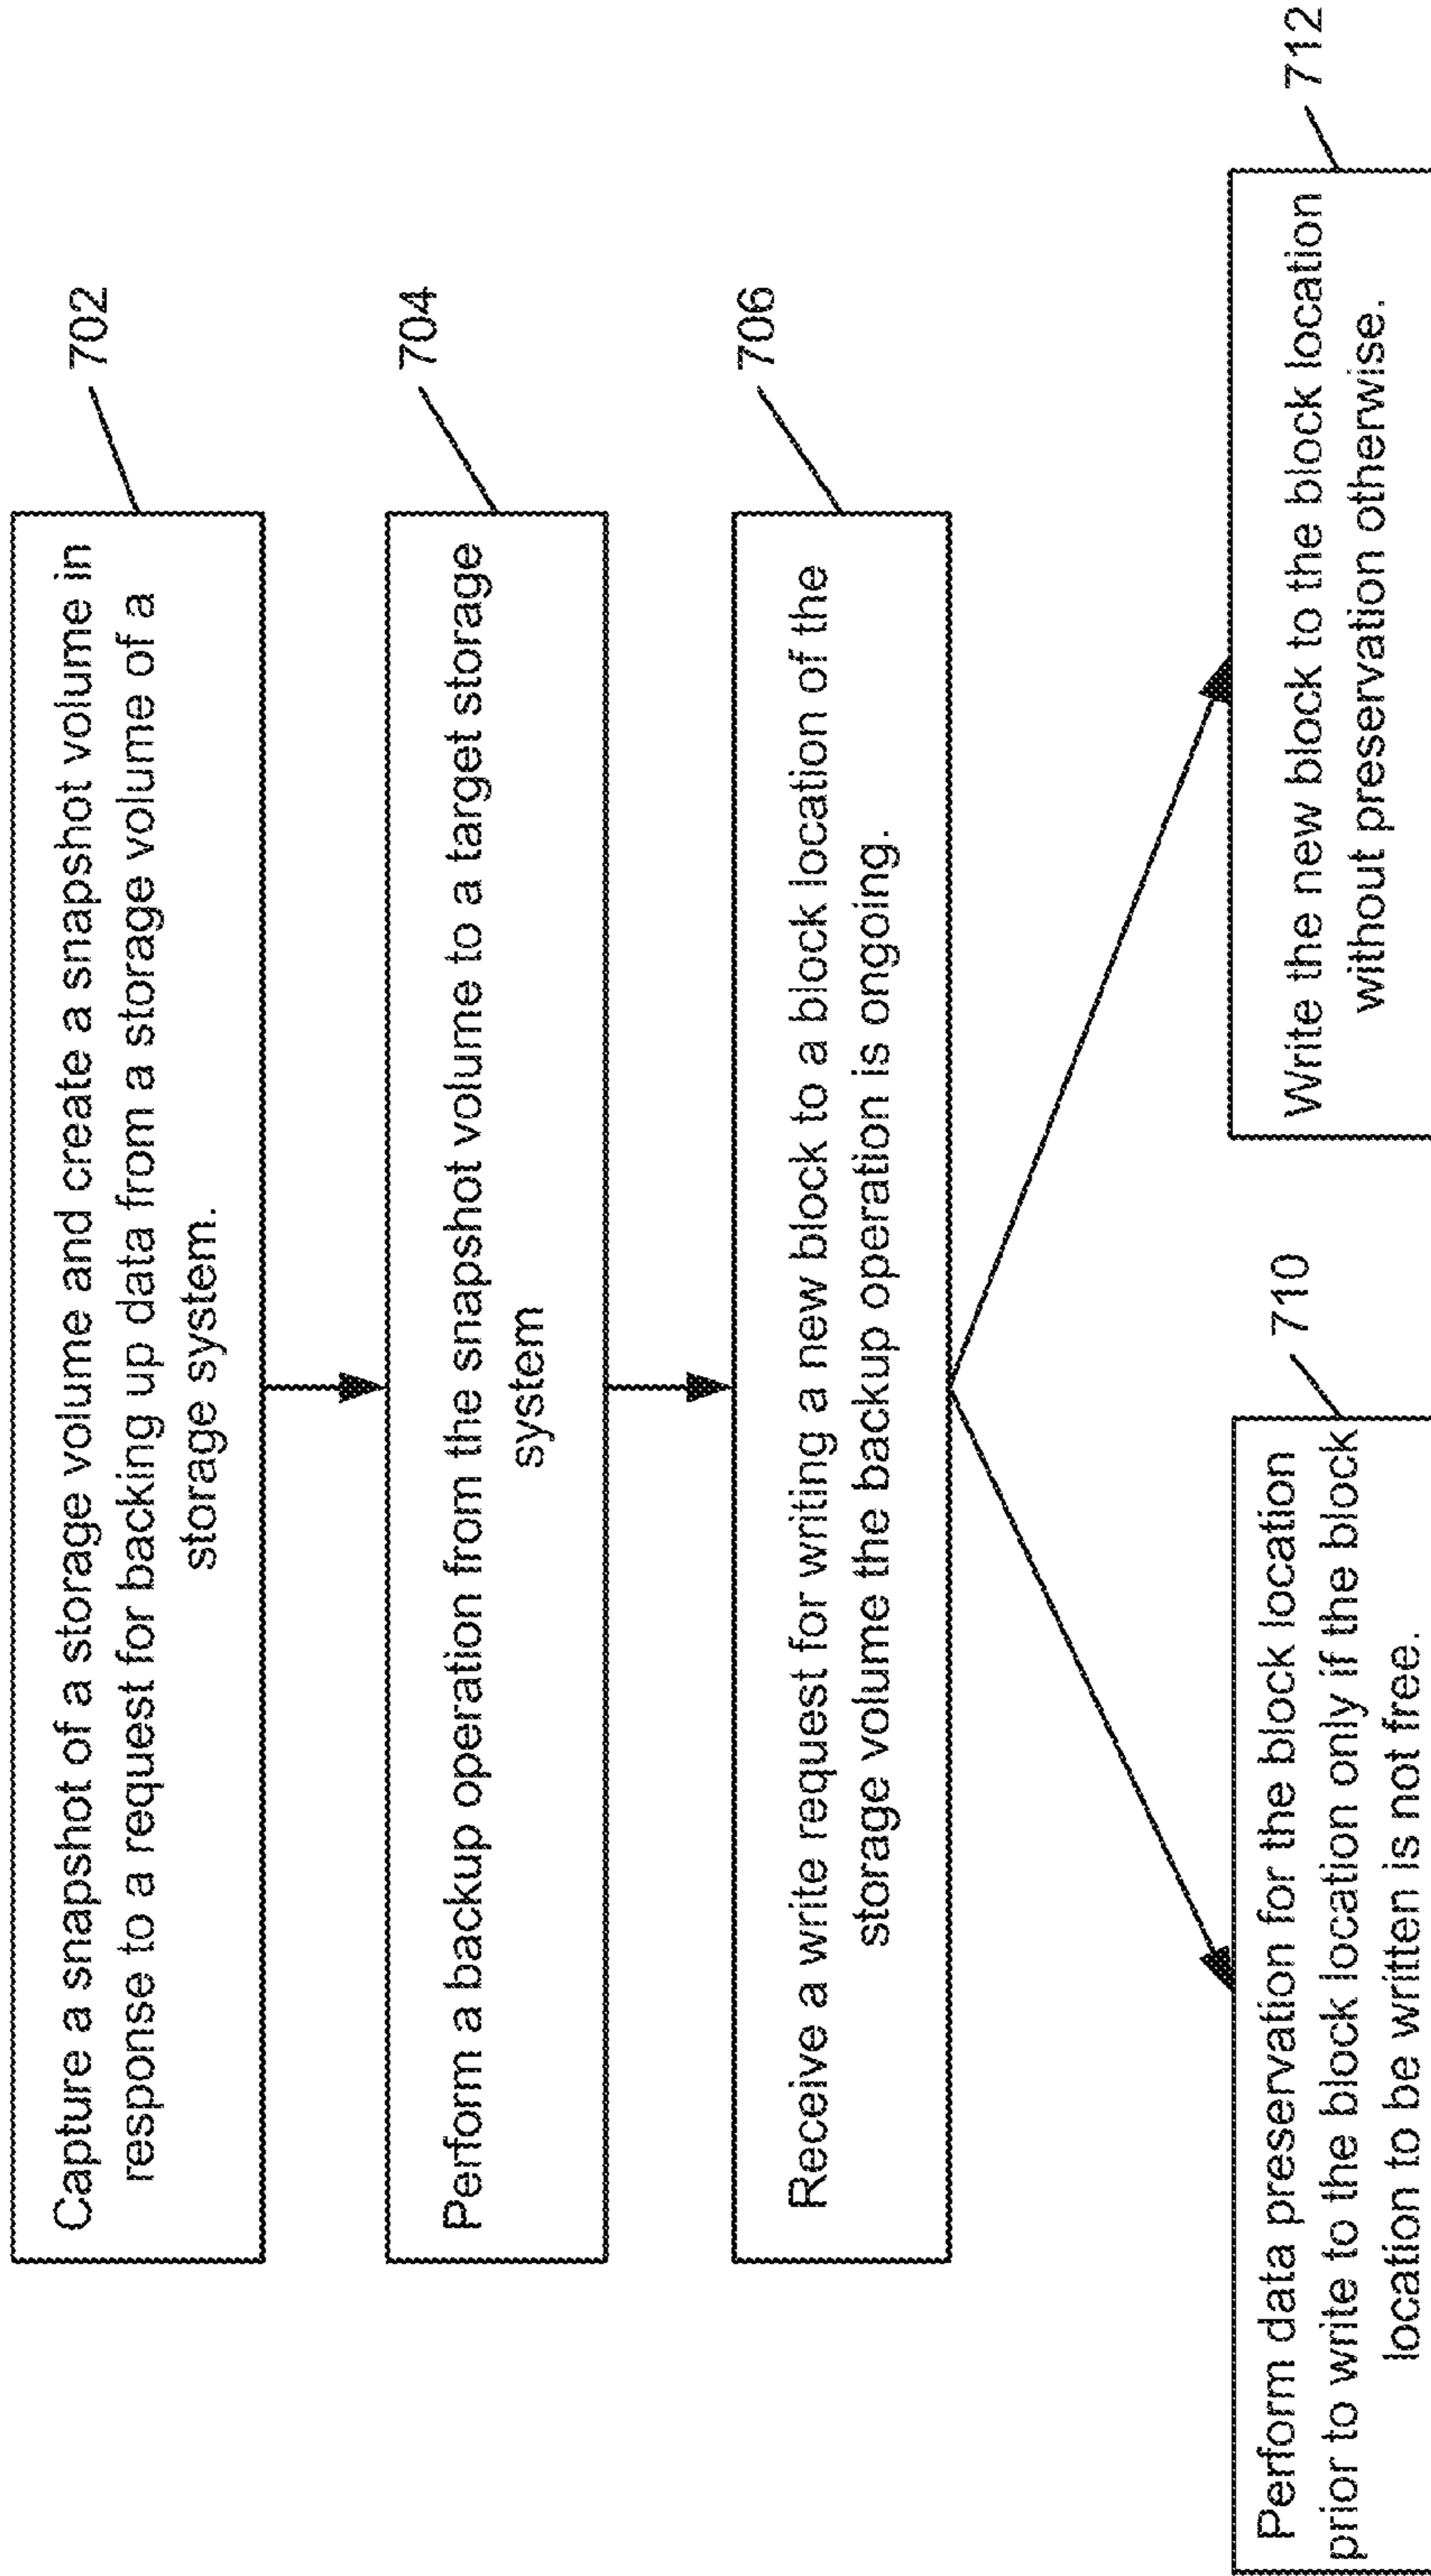 Capture a snapshot of a storage volume and create a snapshot volume in
response to a request for backing up data from a storage volume of a
storage system.
702
Perform a backup operation from the snapshot volume to a target storage
system
704
Receive a write request for writing a new block to a block location of the
storage volume the backup operation is ongoing.
706
Perform data preservation for the block location
prior to write to the block location only if the block
location to be written is not free.
710
Write the new block to the block location
without preservation otherwise.
712